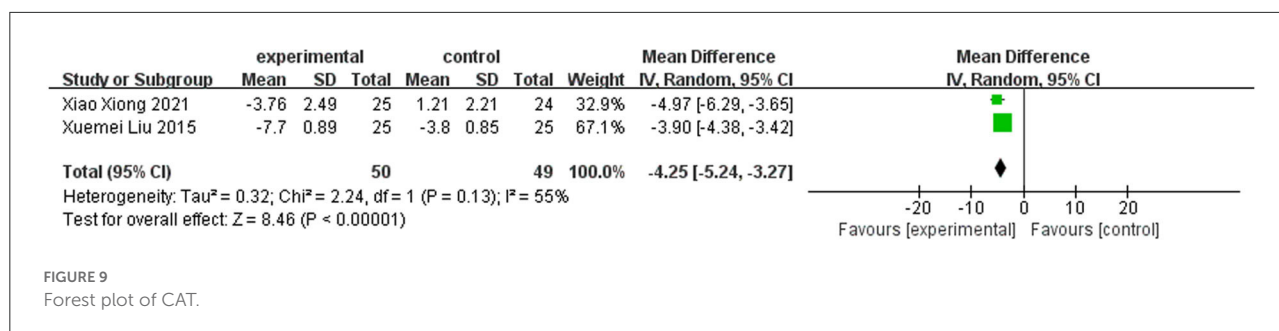 experimental control Mean Difference Mean Difference
Study or Subgroup Mean SD Total Mean SD Total Weight IV, Random, 95% CI IV, Random, 95% CI
Xiao Xiong 2021 -3.76 2.49 25 1.21 2.21 24 32.9% -4.97 [-6.29, -3.65]
Xuemei Liu 2015 -7.7 0.89 25 -3.8 0.85 25 67.1% -3.90 [-4.38, -3.42]
Total (95% CI) 50 49 100.0% -4.25 [-5.24, -3.27]
Heterogeneity: Tau² = 0.32; Chi² = 2.24, df = 1 (P = 0.13); I² = 55%
Test for overall effect: Z = 8.46 (P < 0.00001)
-20 -10 0 10 20
Favours [experimental] Favours [control]
FIGURE 9
Forest plot of CAT.